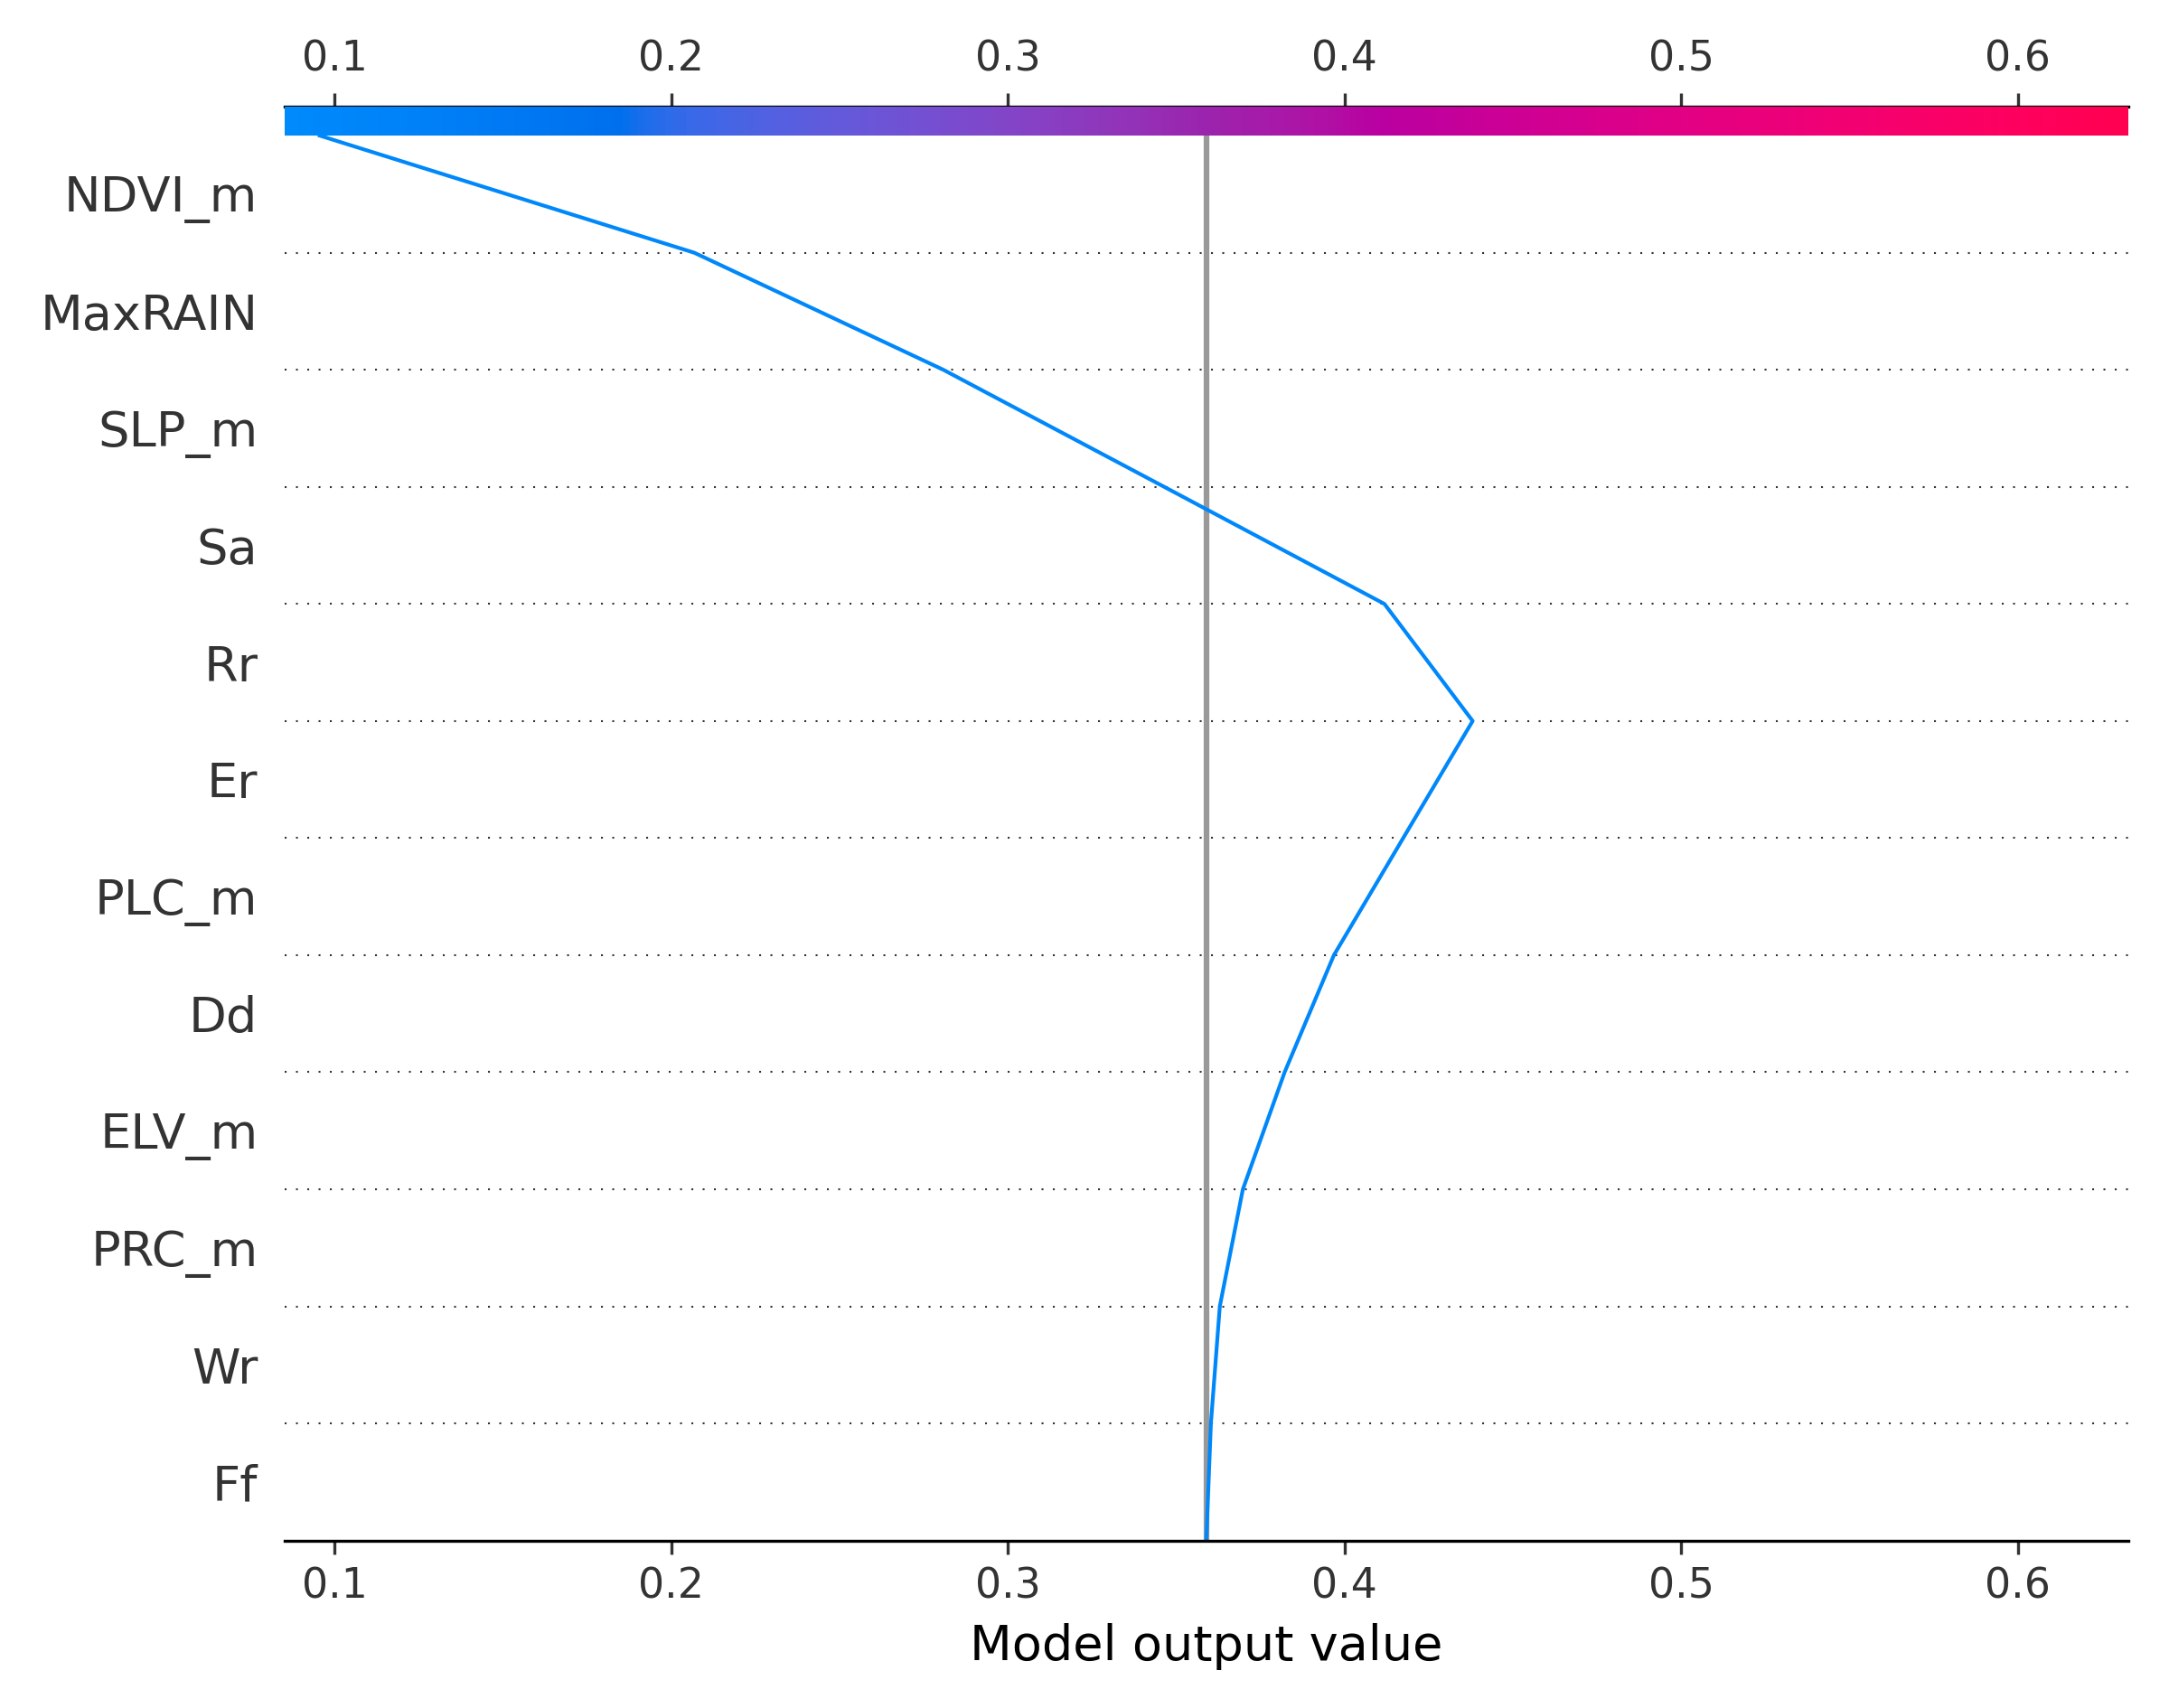 0.1 0.2 0.3 0.4 0.5 0.6
NDVI_m
MaxRAIN
SLP_m
Sa
Rr
Er
PLC_m
Dd
ELV_m
PRC_m
Wr
Ff
0.1 0.2 0.3 0.4 0.5 0.6
Model output value